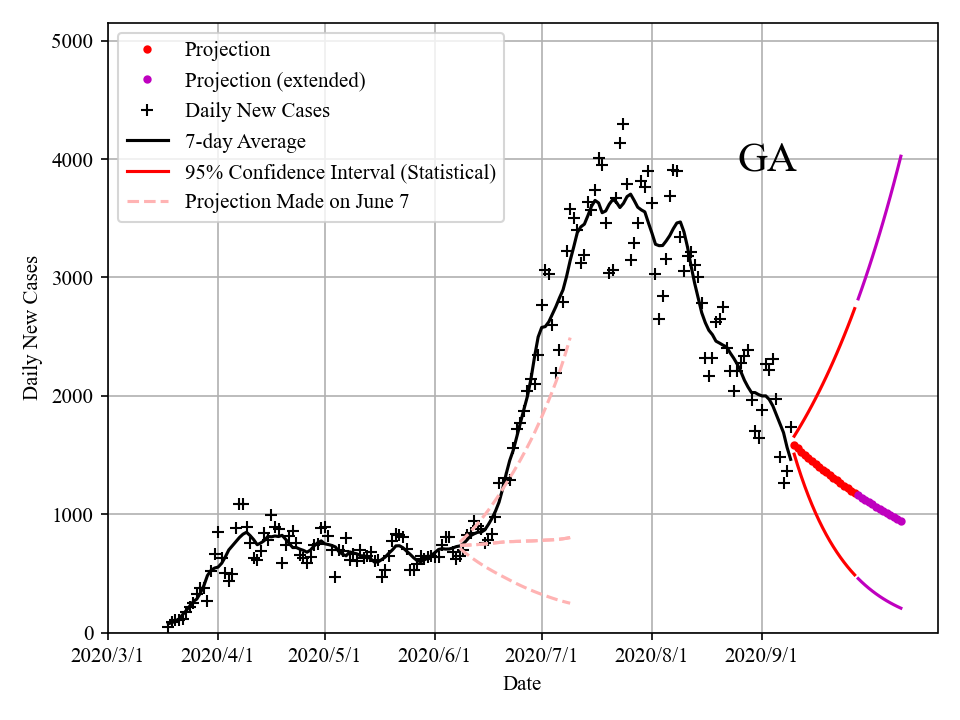 5000
4000
3000
2000
1000
0
Daily New Cases
Projection
Projection (extended)
Daily New Cases
7-day Average
95% Confidence Interval (Statistical)
Projection Made on June 7
GA
2020/3/1 2020/4/1 2020/5/1 2020/6/1 2020/7/1 2020/8/1 2020/9/1
Date